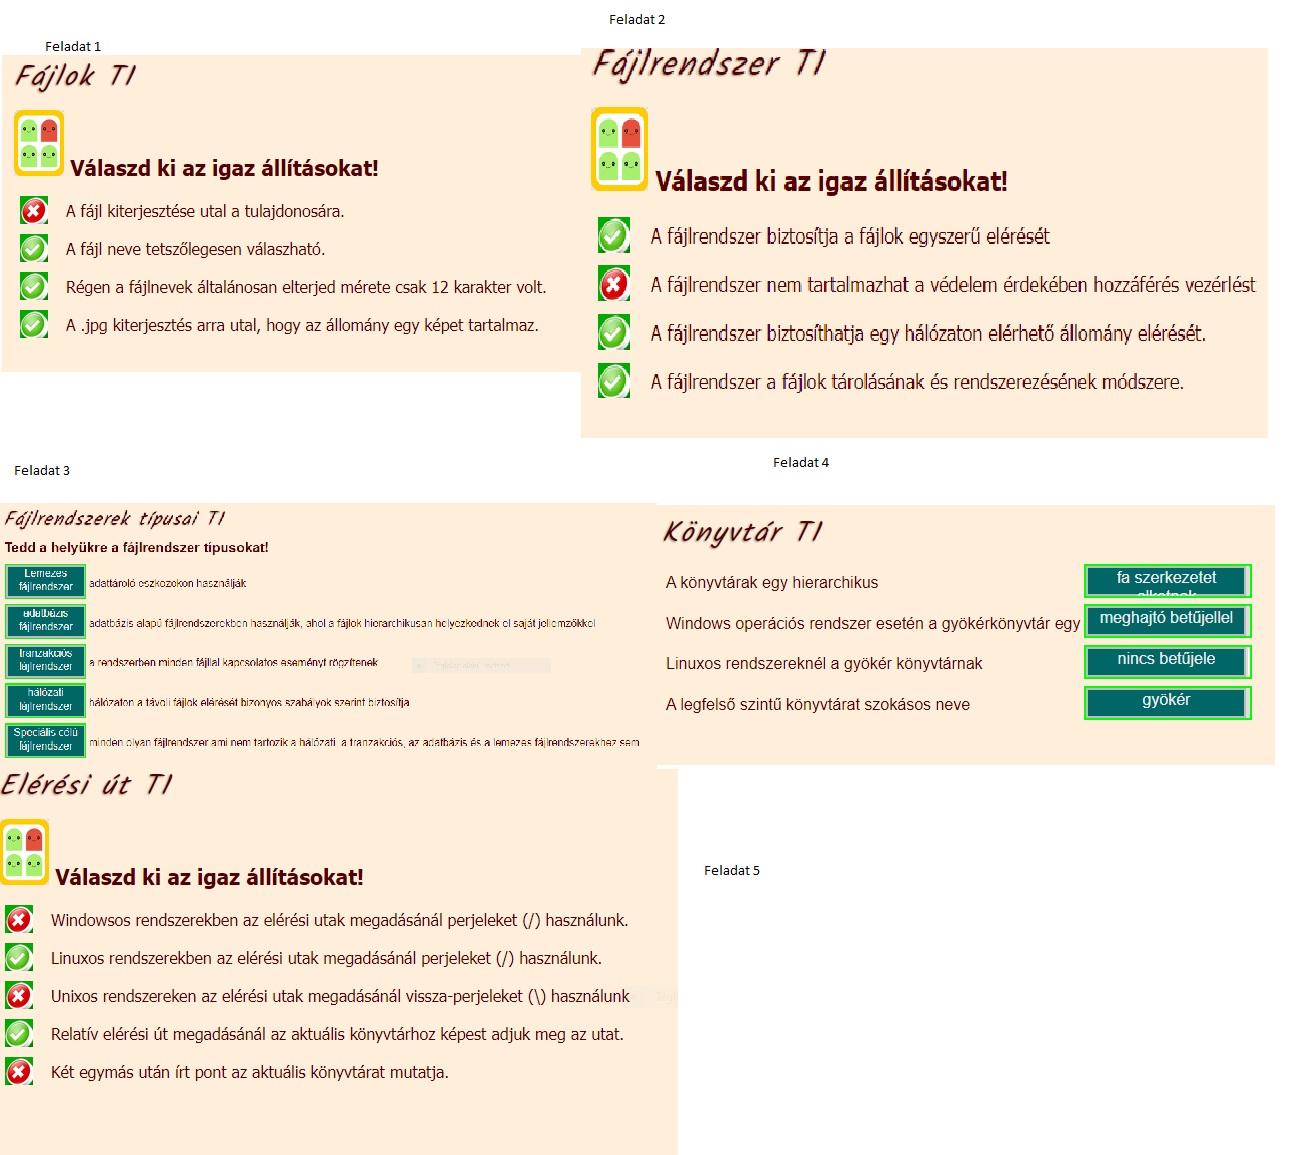 Feladat 1
Fájlok TI
Válaszd ki az igaz állításokat!
A fájl kiterjesztése utal a tulajdonosára.
A fájl neve tetszőlegesen választható.
Régen a fájlnevek általánosan elterjed mérete csak 12 karakter volt.
A .jpg kiterjesztés arra utal, hogy az állomány egy képet tartalmaz.
Feladat 2
Fájlrendszer TI
Válaszd ki az igaz állításokat!
A fájlrendszer biztosítja a fájlok egyszerű elérését
A fájlrendszer nem tartalmazhat a védelem érdekében hozzáférés vezérlést
A fájlrendszer biztosíthatja egy hálózaton elérhető állomány elérését.
A fájlrendszer a fájlok tárolásának és rendszerezésének módszere.
Feladat 3
Fájlrendszerek típusai TI
Tedd a helyükre a fájlrendszer típusokat!
Lemezes
fájlrendszer
adattároló eszközökön használják
adatbázis
fájlrendszer
adatbázis alapú fájlrendszerekben használják, ahol a fájlok hierarchikusan helyezkednek el saját jellemzőkkel
tranzakciós
fájlrendszer
a rendszerben minden fájllal kapcsolatos eseményt rögzítenek
hálózati
fájlrendszer
hálózaton a távoli fájlok elérését bizonyos szabályok szerint biztosítja
Speciális célú
fájlrendszer
minden olyan fájlrendszer ami nem tartozik a hálózati, a tranzakciós, az adatbázis és a lemezes fájlrendszerekhez sem
Feladat 4
Könyvtár TI
A könyvtárak egy hierarchikus
fa szerkezetet
alkotnak
Windows operációs rendszer esetén a gyökérkönyvtár egy
meghajtó betűjellel
Linuxos rendszereknél a gyökér könyvtárnak
nincs betűjele
A legfelső szintű könyvtárat szokásos neve
gyökér
Elérési út TI
Válaszd ki az igaz állításokat!
Windowsos rendszerekben az elérési utak megadásánál perjeleket (/) használunk.
Linuxos rendszerekben az elérési utak megadásánál perjeleket (/) használunk.
Unixos rendszereken az elérési utak megadásánál vissza-perjeleket (\) használunk
Relatív elérési út megadásánál az aktuális könyvtárhoz képest adjuk meg az utat.
Két egymás után írt pont az aktuális könyvtárat mutatja.
Feladat 5